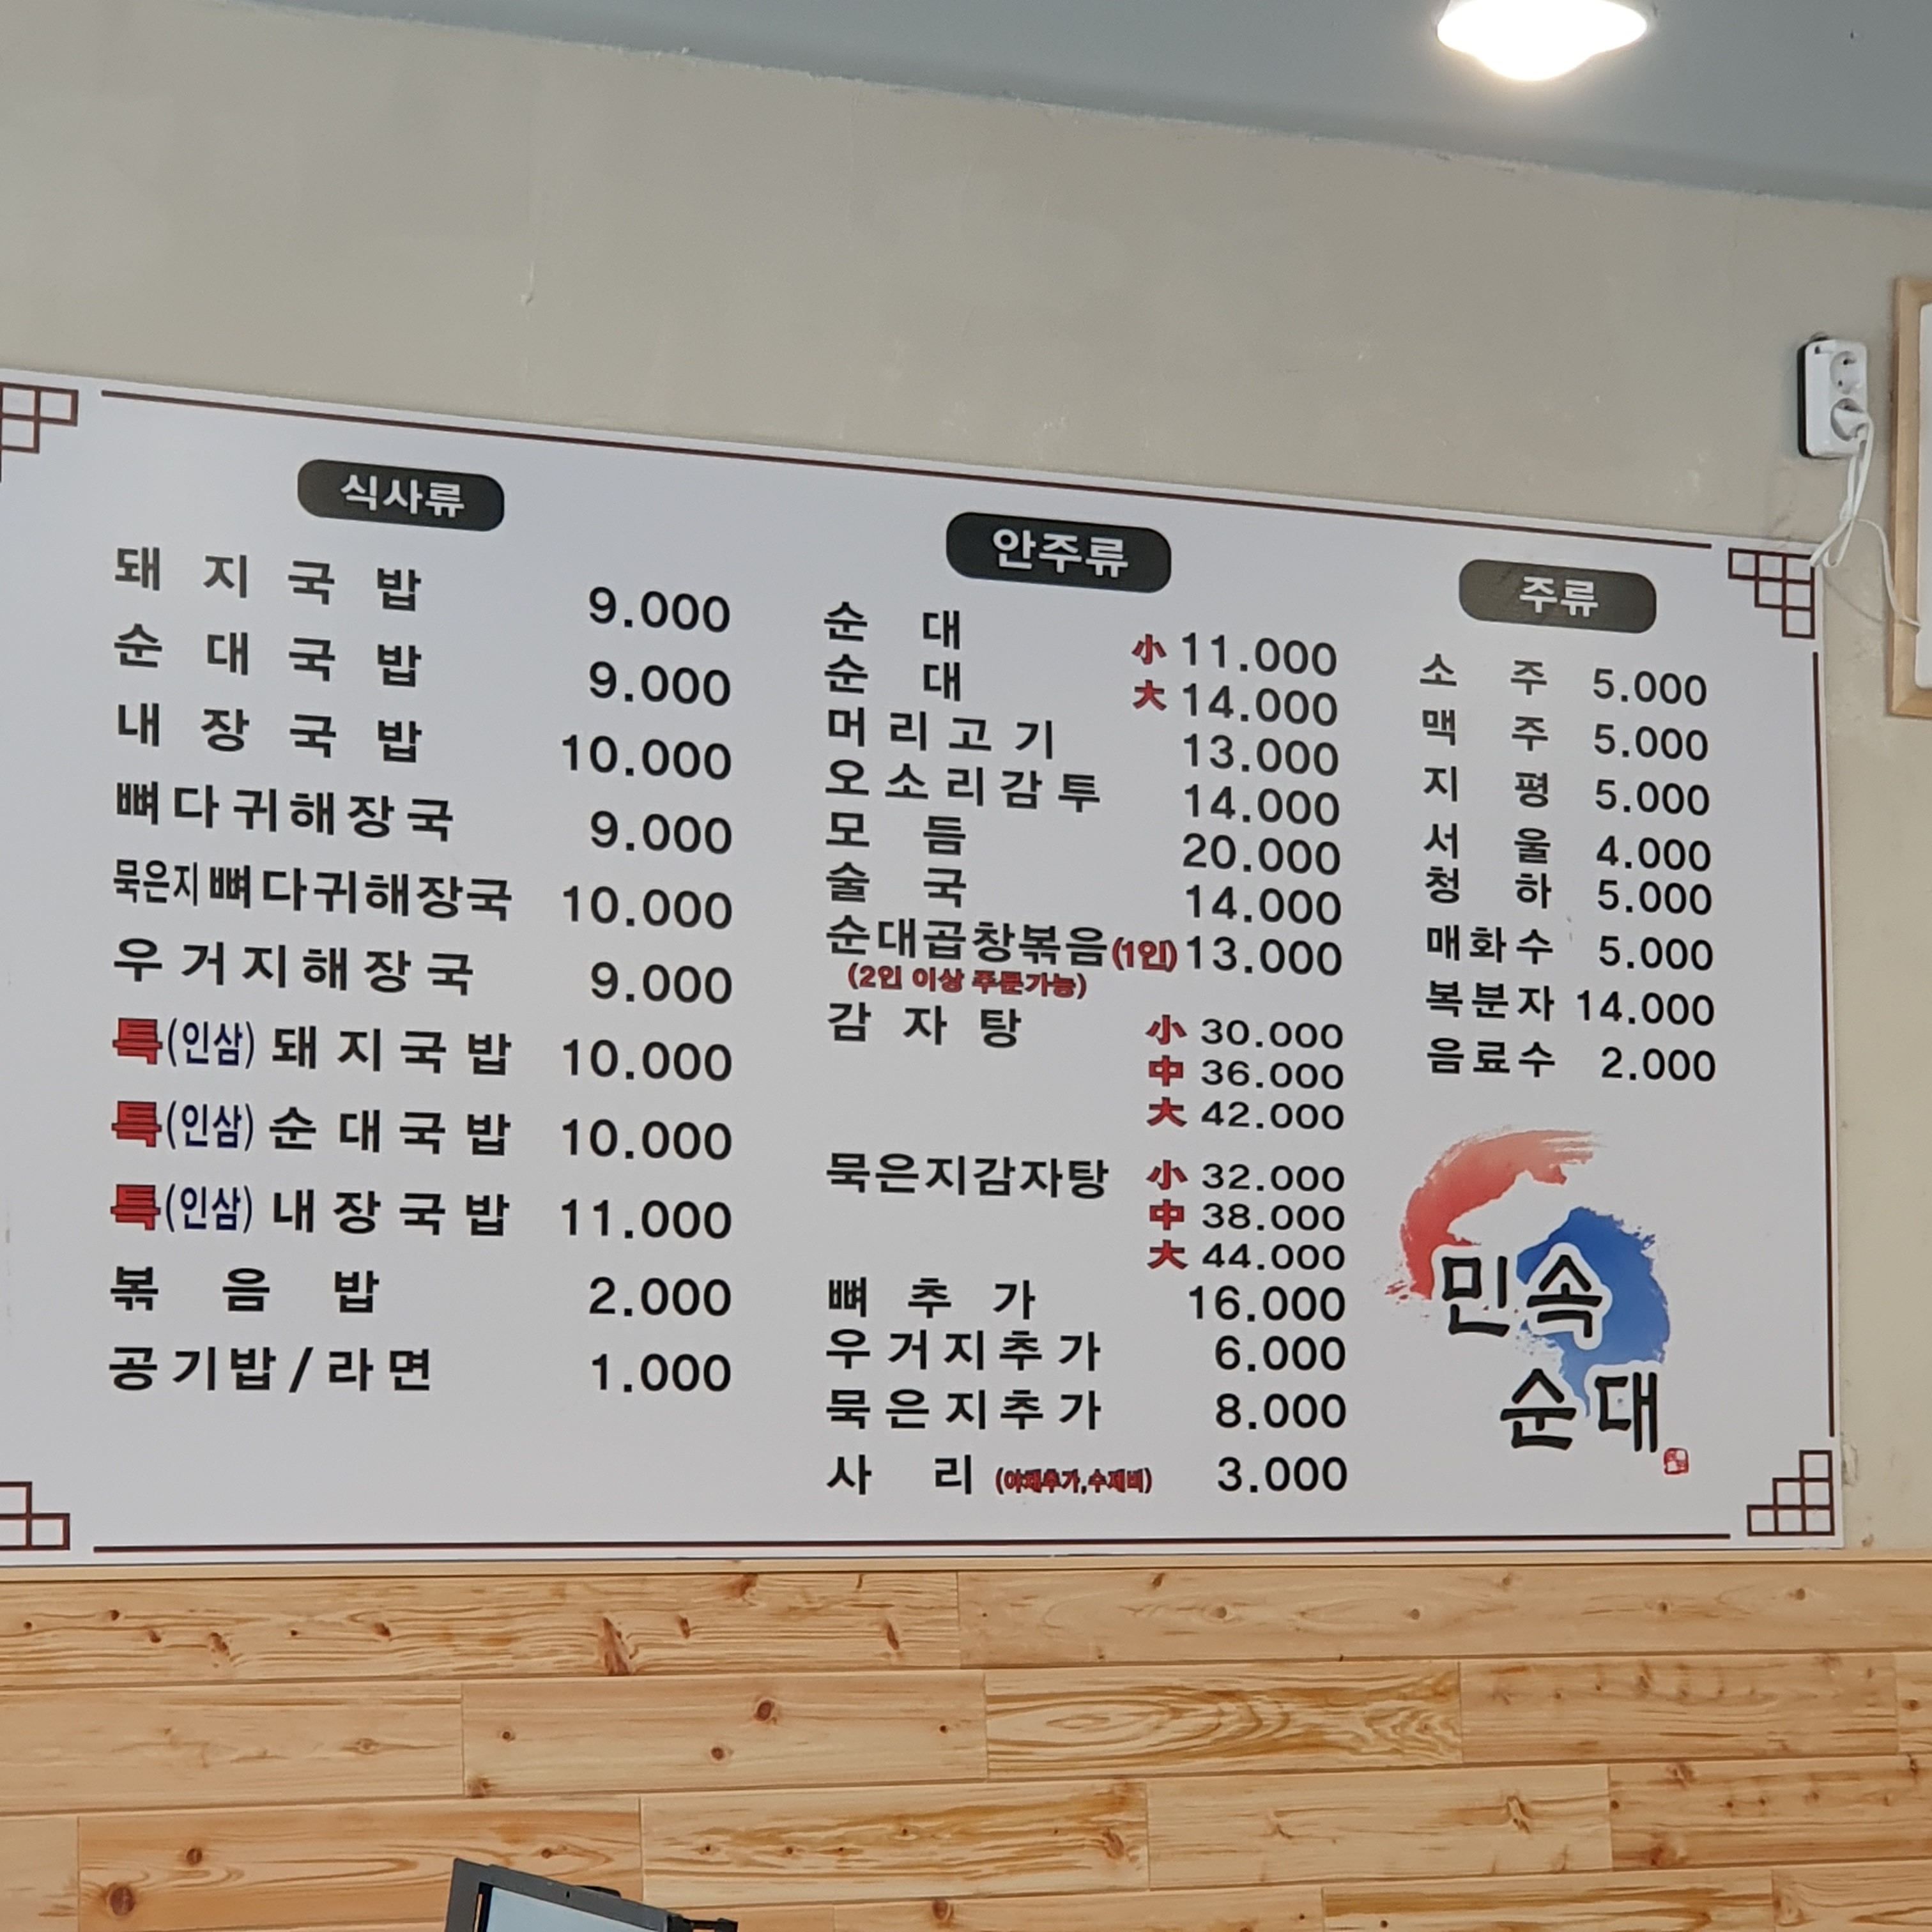 식사류
돼지국밥 9.000
순대국밥 9.000
내장국밥 10.000
뼈다귀해장국 9.000
묵은지뼈다귀해장국 10.000
우거지해장국 9.000
특(인삼) 돼지국밥 10.000
특(인삼) 순대국밥 10.000
특(인삼) 내장국밥 11.000
볶음밥 2.000
공기밥/라면 1.000
안주류
순대 小 11.000
순대 大 14.000
머리고기 13.000
오소리감투 14.000
모듬 20.000
술국 14.000
순대곱창볶음(1인) 13.000
(2인 이상 주문가능)
감자탕 小 30.000
中 36.000
大 42.000
묵은지감자탕 小 32.000
中 38.000
大 44.000
뼈추가 16.000
우거지추가 6.000
묵은지추가 8.000
사리 (야채추가,수제비) 3.000
주류
소주 5.000
맥주 5.000
지평 5.000
서울 4.000
청하 5.000
매화수 5.000
복분자 14.000
음료수 2.000
민속
순대